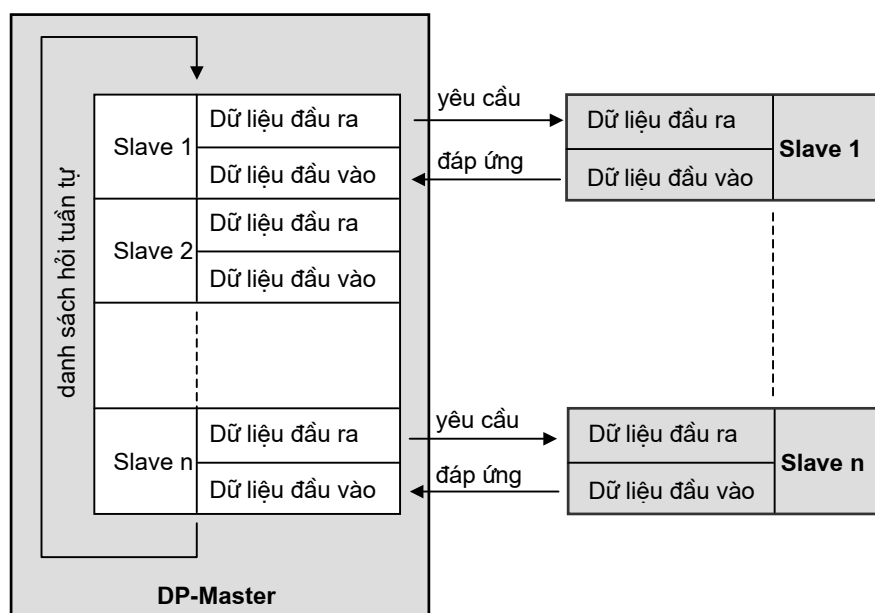 yêu cầu
Dữ liệu đầu ra
Slave 1
Dữ liệu đầu vào
đáp ứng
Dữ liệu đầu ra
Slave 1
Dữ liệu đầu vào
Dữ liệu đầu ra
Slave 2
Dữ liệu đầu vào
danh sách hỏi tuần tự
yêu cầu
Dữ liệu đầu ra
Slave n
Dữ liệu đầu vào
đáp ứng
Dữ liệu đầu ra
Slave n
Dữ liệu đầu vào
DP-Master